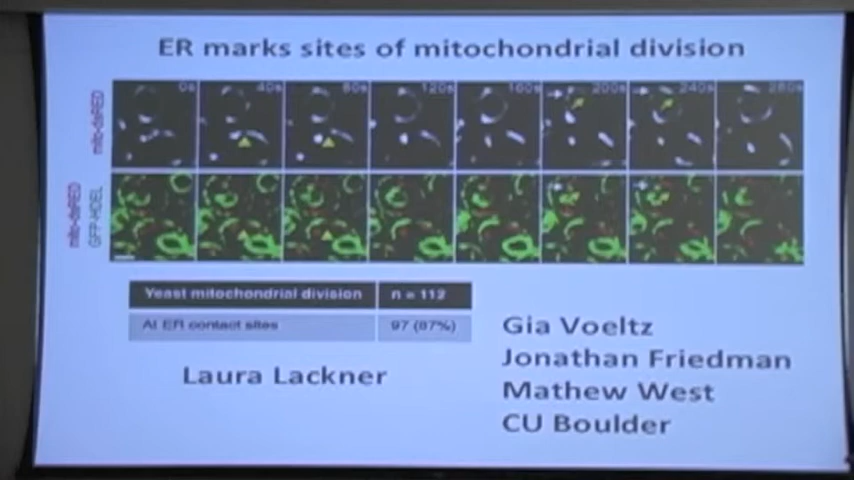 ER marks sites of mitochondrial division
0s 40s 80s 120s 160s 200s 240s 280s
mito-dsRED
mito-dsRED
GFP-HDEL
Yeast mitochondrial division n = 112
At ER contact sites 97 (87%)
Laura Lackner
Gia Voeltz
Jonathan Friedman
Mathew West
CU Boulder